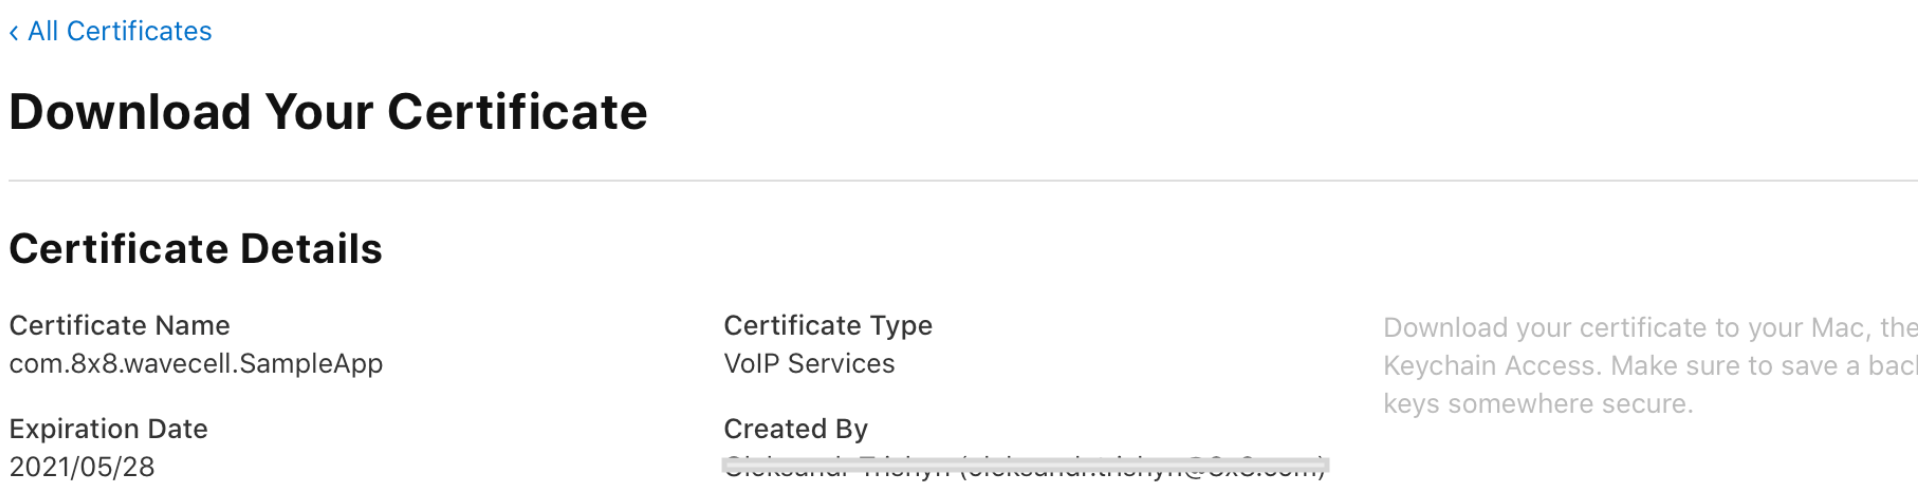 ‹ All Certificates
Download Your Certificate
Certificate Details
Certificate Name
com.8x8.wavecell.SampleApp
Certificate Type
VoIP Services
Download your certificate to your Mac, the
Keychain Access. Make sure to save a bac
keys somewhere secure.
Expiration Date
2021/05/28
Created By